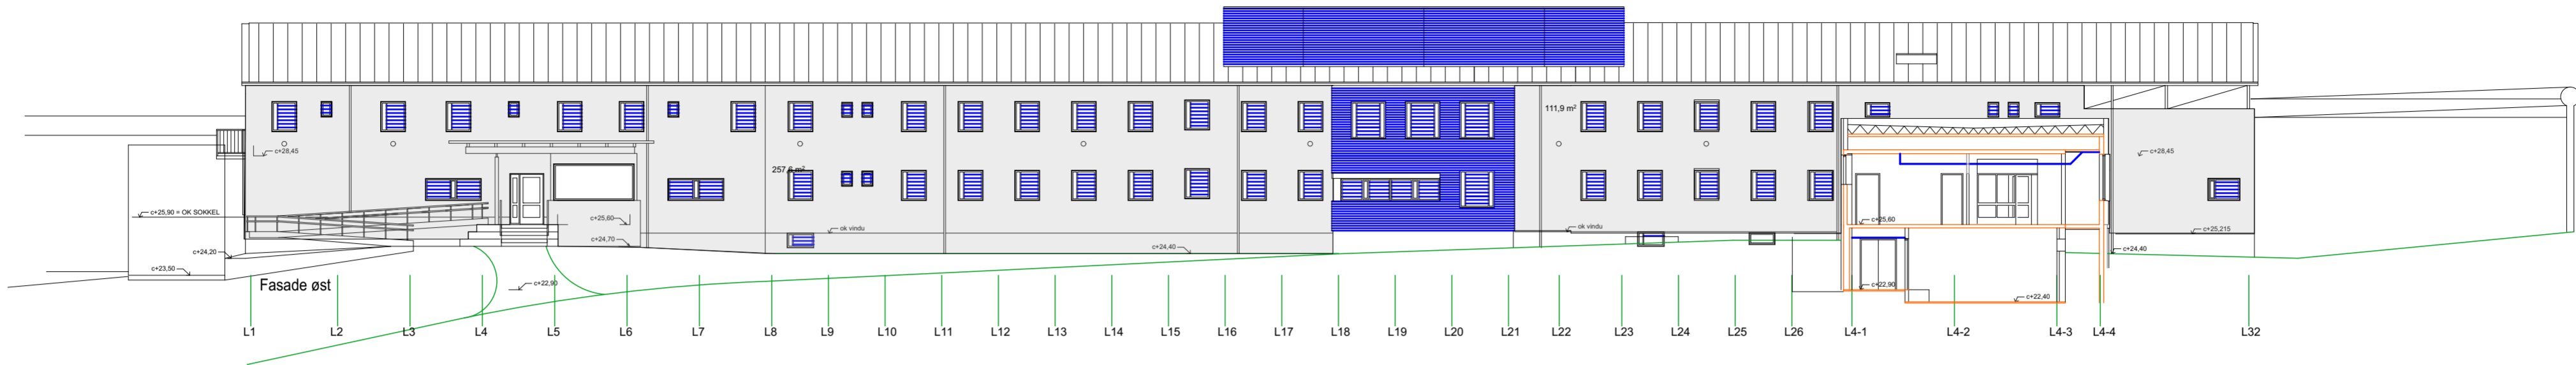 111,9 m²
c+28,45
c+28,45
257,6 m²
c+25,90 = OK SOKKEL
c+25,60
c+25,60
ok vindu
ok vindu
c+25,215
c+24,70
c+24,40
c+24,40
c+24,20
c+23,50
Fasade øst
c+22,90
c+22,90
c+22,40
L1 L2 L3 L4 L5 L6 L7 L8 L9 L10 L11 L12 L13 L14 L15 L16 L17 L18 L19 L20 L21 L22 L23 L24 L25 L26 L4-1 L4-2 L4-3 L4-4 L32